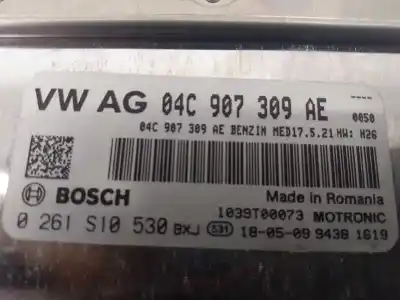 VW AG 04C 907 309 AE ----
0050
04C 907 309 AE BENZIN MED17.5.21 HW: H26
BOSCH Made in Romania
1039T00073 MOTRONIC
0 261 S10 530 BXJ 531 18-05-09 9438 1619